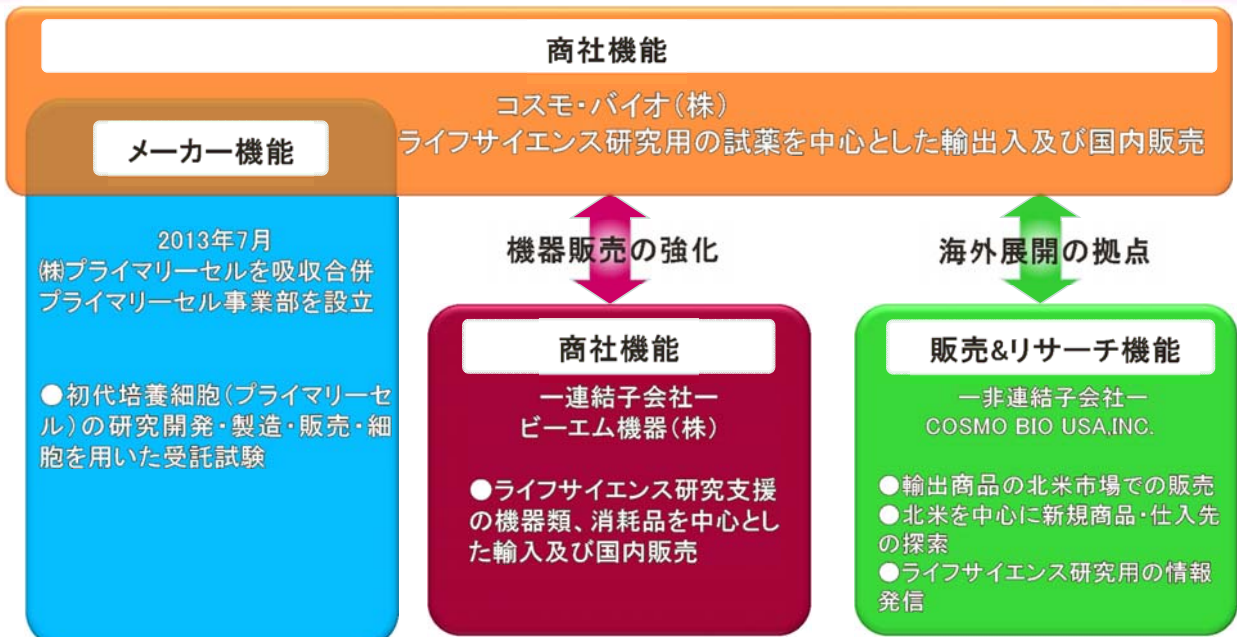 商社機能
コスモ・バイオ(株)
ライフサイエンス研究用の試薬を中心とした輸出入及び国内販売
メーカー機能
2013年7月
㈱プライマリーセルを吸収合併
プライマリーセル事業部を設立
●初代培養細胞(プライマリーセ
ル)の研究開発・製造・販売・細
胞を用いた受託試験
機器販売の強化
商社機能
ー連結子会社ー
ビーエム機器(株)
●ライフサイエンス研究支援
の機器類、消耗品を中心とし
た輸入及び国内販売
海外展開の拠点
販売&リサーチ機能
ー非連結子会社ー
COSMO BIO USA,INC.
●輸出商品の北米市場での販売
●北米を中心に新規商品・仕入先
の探索
●ライフサイエンス研究用の情報
発信